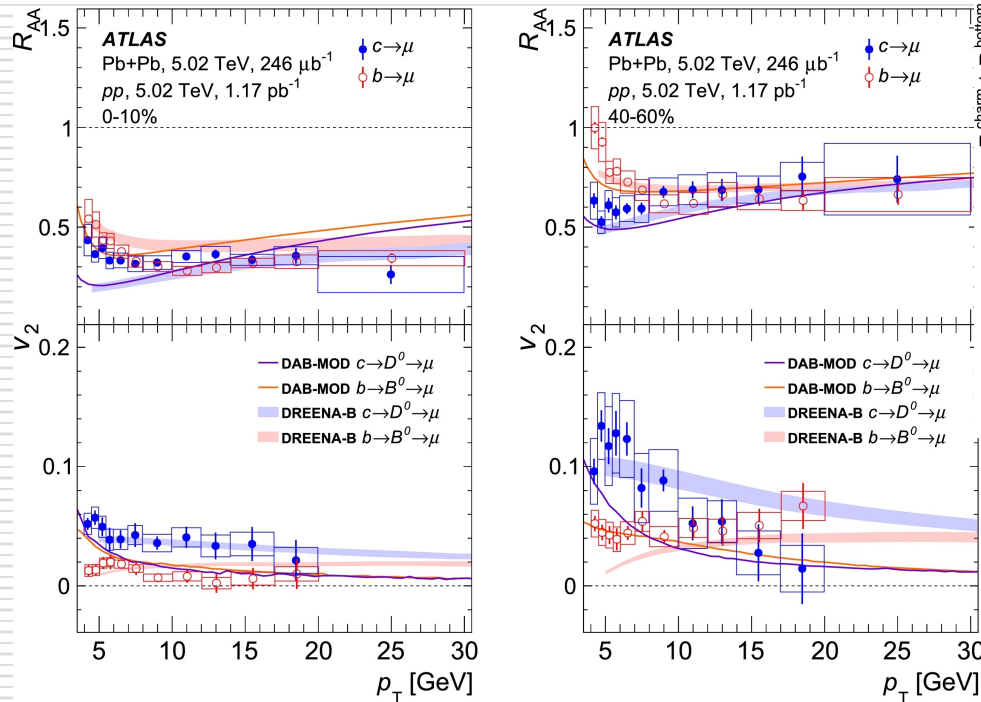 R_AA
1.5
1
0.5
ATLAS
Pb+Pb, 5.02 TeV, 246 μb⁻¹
pp, 5.02 TeV, 1.17 pb⁻¹
0-10%
c→μ
b→μ
v₂
0.2
0.1
0
DAB-MOD c→D⁰→μ
DAB-MOD b→B⁰→μ
DREENA-B c→D⁰→μ
DREENA-B b→B⁰→μ
5 10 15 20 25 30
p_T [GeV]
R_AA
1.5
1
0.5
ATLAS
Pb+Pb, 5.02 TeV, 246 μb⁻¹
pp, 5.02 TeV, 1.17 pb⁻¹
40-60%
c→μ
b→μ
v₂
0.2
0.1
0
DAB-MOD c→D⁰→μ
DAB-MOD b→B⁰→μ
DREENA-B c→D⁰→μ
DREENA-B b→B⁰→μ
5 10 15 20 25 30
p_T [GeV]